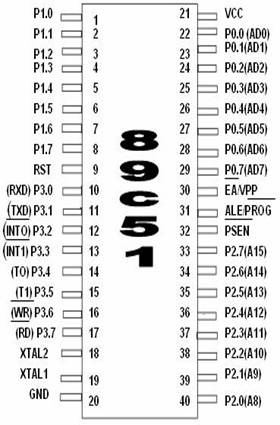 P1.0 1 21 VCC
P1.1 2 22 P0.0 (AD0)
P1.2 3 23 P0.1(AD1)
P1.3 4 24 P0.2(AD2)
P1.4 5 25 P0.3(AD3)
P1.5 6 26 P0.4(AD4)
P1.6 7 27 P0.5(AD5)
P1.7 8 28 P0.6(AD6)
RST 9 29 P0.7(AD7)
(RXD) P3.0 10 30 EA/VPP
(TXD) P3.1 11 31 ALE/PROG
(INTO) P3.2 12 32 PSEN
(INT1) P3.3 13 33 P2.7(A15)
(TO) P3.4 14 34 P2.6(A14)
(T1) P3.5 15 35 P2.5(A13)
(WR) P3.6 16 36 P2.4(A12)
(RD) P3.7 17 37 P2.3(A11)
XTAL2 18 38 P2.2(A10)
XTAL1 19 39 P2.1(A9)
GND 20 40 P2.0(A8)
89C51